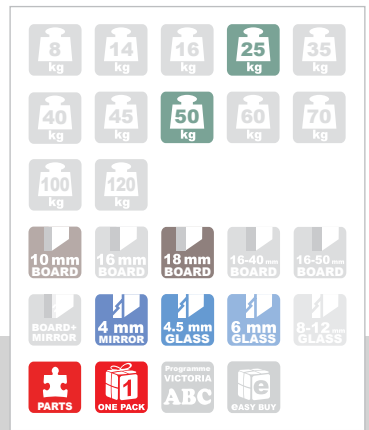 8 14 16 25 35
kg kg kg kg kg
40 45 50 60 70
kg kg kg kg kg
100 120
kg kg
10 mm 16 mm 18 mm 16-40 mm 16-50 mm
BOARD BOARD BOARD BOARD BOARD
BOARD+ 4 mm 4.5 mm 6 mm 8-12 mm
MIRROR MIRROR GLASS GLASS GLASS
1
Programme
VICTORIA
ABC
e
PARTS ONE PACK eASY BUY